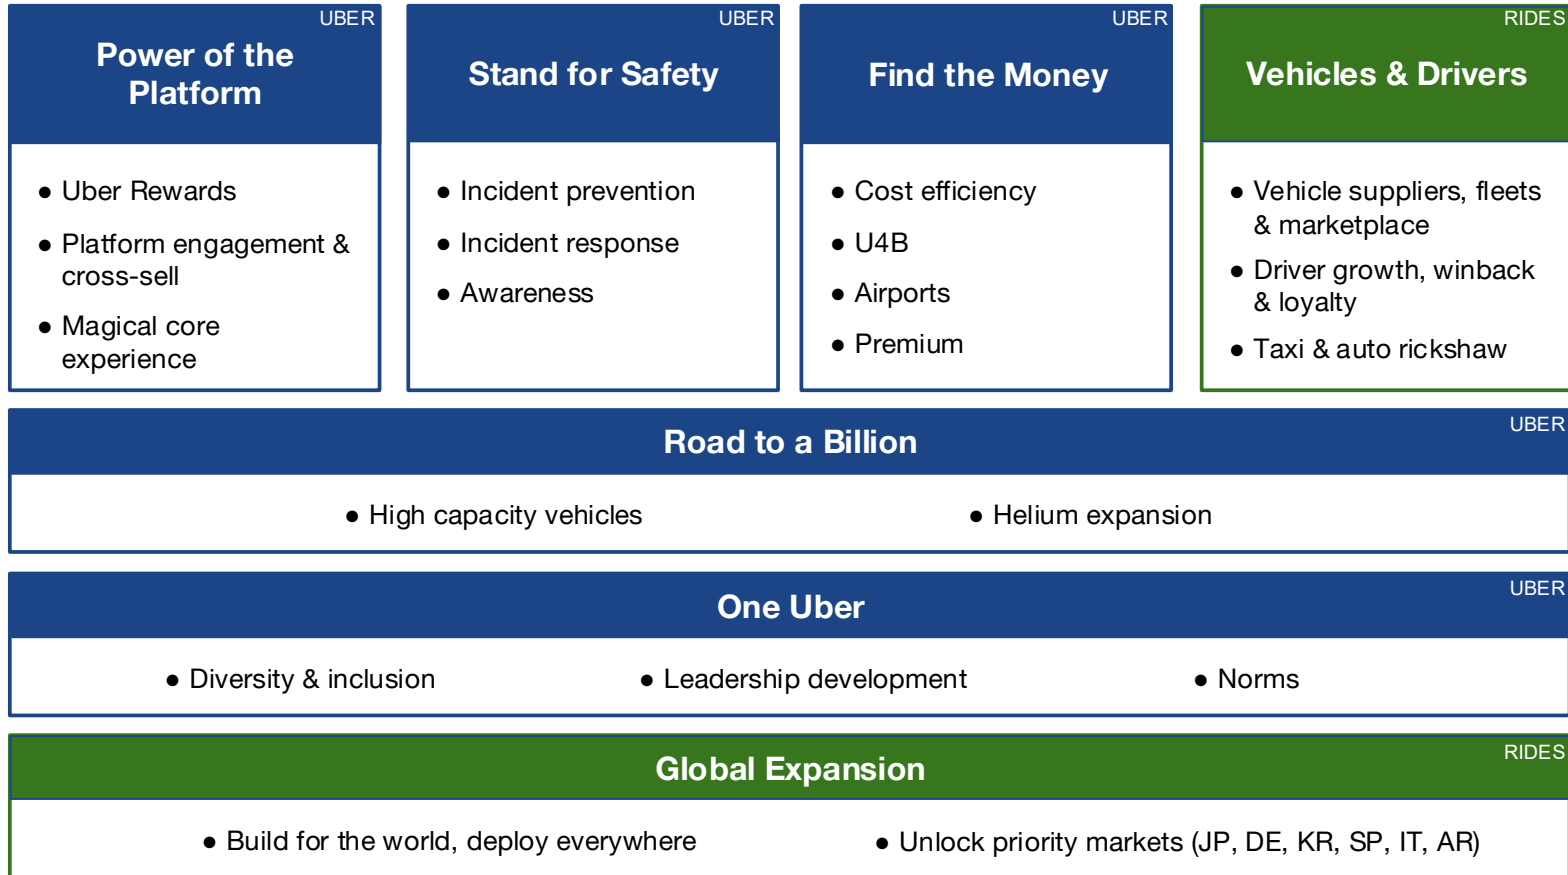 UBER
Power of the
Platform
● Uber Rewards
● Platform engagement &
cross-sell
● Magical core
experience
UBER
Stand for Safety
● Incident prevention
● Incident response
● Awareness
UBER
Find the Money
● Cost efficiency
● U4B
● Airports
● Premium
RIDES
Vehicles & Drivers
● Vehicle suppliers, fleets
& marketplace
● Driver growth, winback
& loyalty
● Taxi & auto rickshaw
UBER
Road to a Billion
● High capacity vehicles
● Helium expansion
UBER
One Uber
● Diversity & inclusion
● Leadership development
● Norms
RIDES
Global Expansion
● Build for the world, deploy everywhere
● Unlock priority markets (JP, DE, KR, SP, IT, AR)